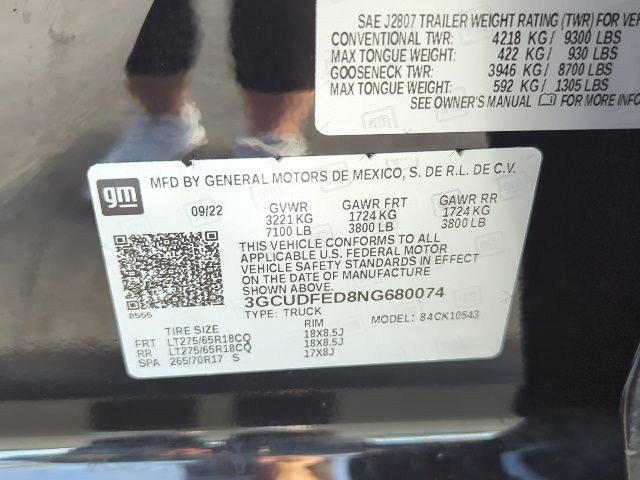 SAE J2807 TRAILER WEIGHT RATING (TWR) FOR
CONVENTIONAL TWR: 4218 KG / 9300 LBS
MAX TONGUE WEIGHT: 422 KG / 930 LBS
GOOSENECK TWR: 3946 KG / 8700 LBS
MAX TONGUE WEIGHT: 592 KG / 1305 LBS
SEE OWNER'S MANUAL FOR MORE INFO
gm
MFD BY GENERAL MOTORS DE MEXICO, S. DE R.L. DE C.V.
09/22 GVWR GAWR FRT GAWR RR
3221 KG 1724 KG 1724 KG
7100 LB 3800 LB 3800 LB
THIS VEHICLE CONFORMS TO ALL
APPLICABLE U.S. FEDERAL MOTOR
VEHICLE SAFETY STANDARDS IN EFFECT
ON THE DATE OF MANUFACTURE
3GCUDFED8NG680074
8555 TYPE: TRUCK MODEL: 84CK10543
TIRE SIZE RIM
FRT LT275/65R18CQ 18X8.5J
RR LT275/65R18CQ 18X8.5J
SPA 265/70R17 S 17X8J